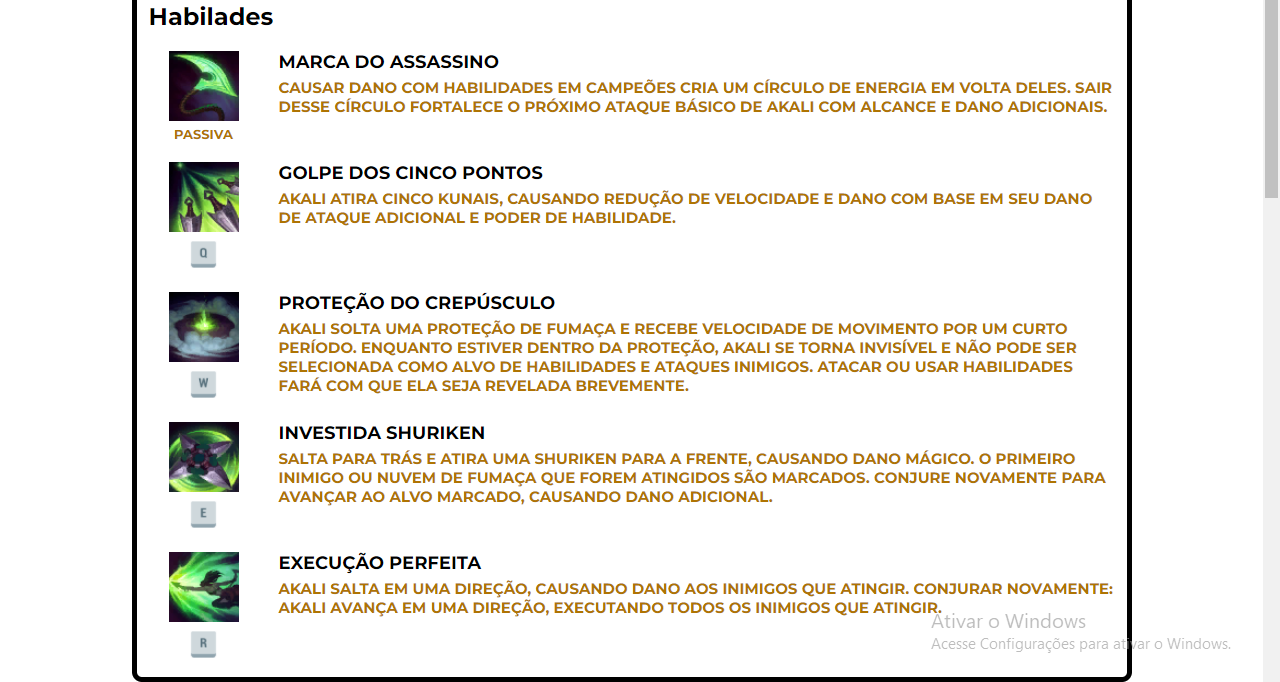 Habilades
MARCA DO ASSASSINO
CAUSAR DANO COM HABILIDADES EM CAMPEÕES CRIA UM CÍRCULO DE ENERGIA EM VOLTA DELES. SAIR
DESSE CÍRCULO FORTALECE O PRÓXIMO ATAQUE BÁSICO DE AKALI COM ALCANCE E DANO ADICIONAIS.
PASSIVA
GOLPE DOS CINCO PONTOS
AKALI ATIRA CINCO KUNAIS, CAUSANDO REDUÇÃO DE VELOCIDADE E DANO COM BASE EM SEU DANO
DE ATAQUE ADICIONAL E PODER DE HABILIDADE.
Q
PROTEÇÃO DO CREPÚSCULO
AKALI SOLTA UMA PROTEÇÃO DE FUMAÇA E RECEBE VELOCIDADE DE MOVIMENTO POR UM CURTO
PERÍODO. ENQUANTO ESTIVER DENTRO DA PROTEÇÃO, AKALI SE TORNA INVISÍVEL E NÃO PODE SER
SELECIONADA COMO ALVO DE HABILIDADES E ATAQUES INIMIGOS. ATACAR OU USAR HABILIDADES
FARÁ COM QUE ELA SEJA REVELADA BREVEMENTE.
W
INVESTIDA SHURIKEN
SALTA PARA TRÁS E ATIRA UMA SHURIKEN PARA A FRENTE, CAUSANDO DANO MÁGICO. O PRIMEIRO
INIMIGO OU NUVEM DE FUMAÇA QUE FOREM ATINGIDOS SÃO MARCADOS. CONJURE NOVAMENTE PARA
AVANÇAR AO ALVO MARCADO, CAUSANDO DANO ADICIONAL.
E
EXECUÇÃO PERFEITA
AKALI SALTA EM UMA DIREÇÃO, CAUSANDO DANO AOS INIMIGOS QUE ATINGIR. CONJURAR NOVAMENTE:
AKALI AVANÇA EM UMA DIREÇÃO, EXECUTANDO TODOS OS INIMIGOS QUE ATINGIR.
R
Ativar o Windows
Acesse Configurações para ativar o Windows.